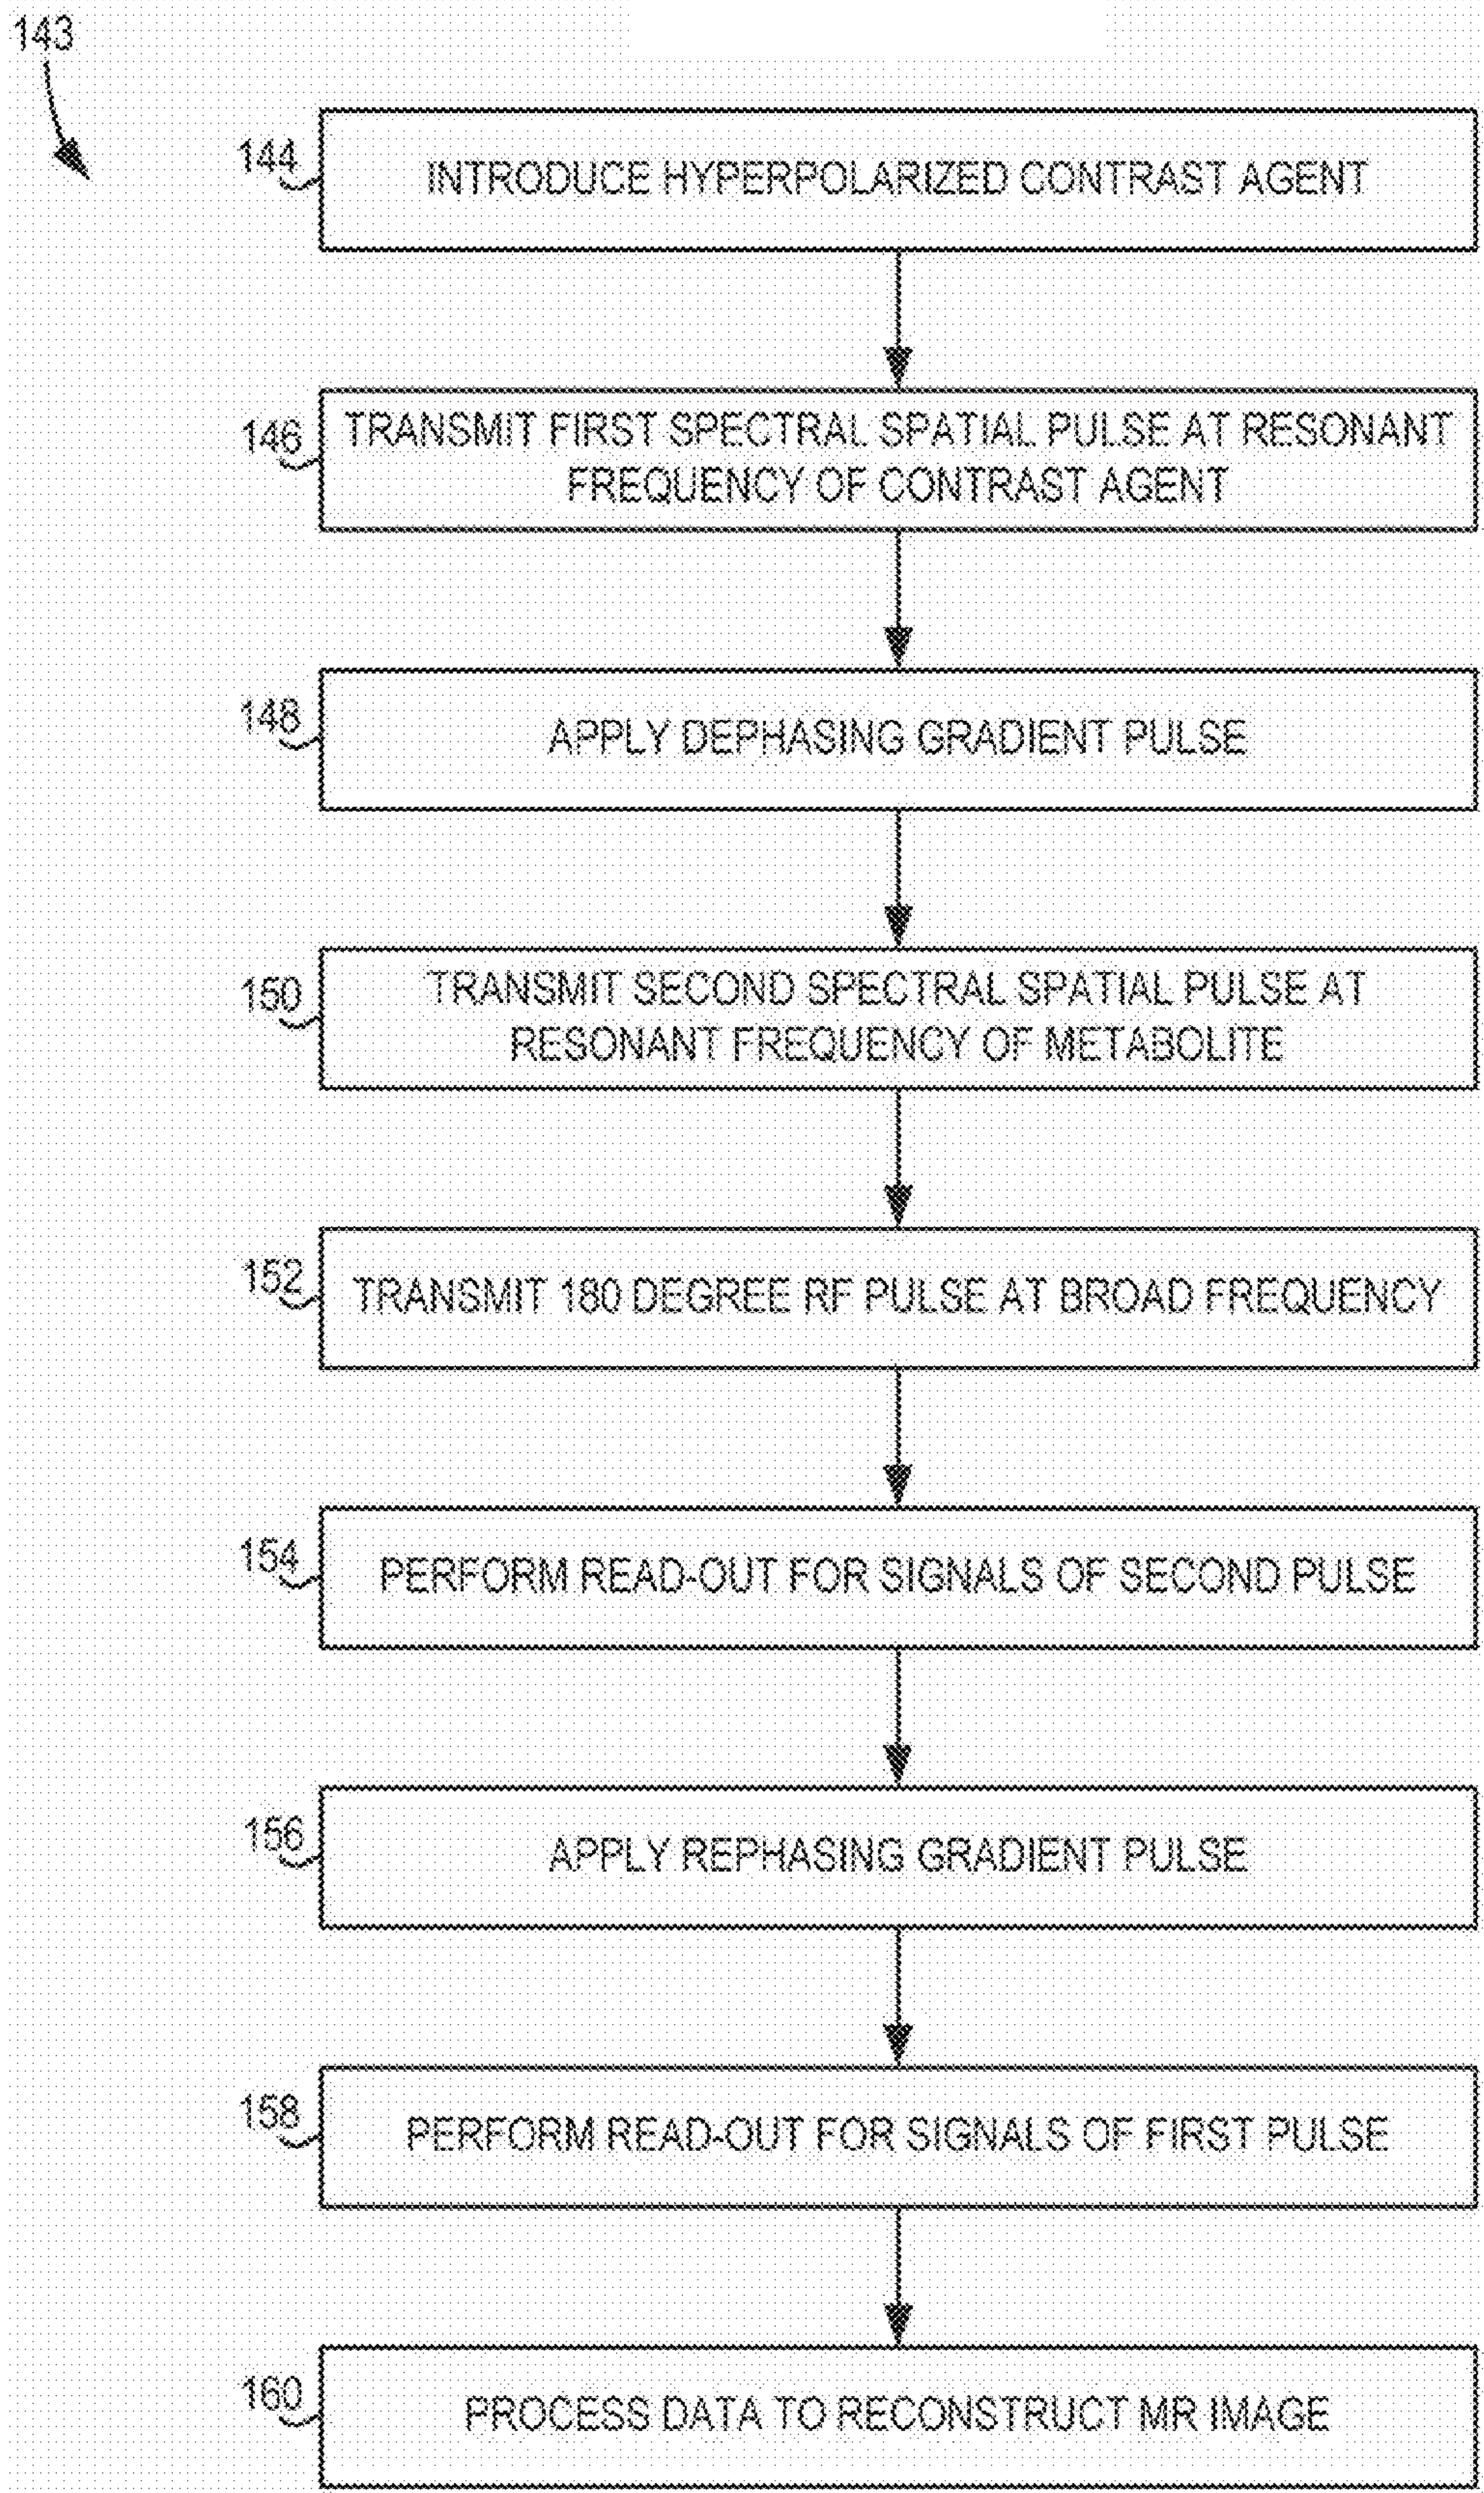 143
144
INTRODUCE HYPERPOLARIZED CONTRAST AGENT
146
TRANSMIT FIRST SPECTRAL SPATIAL PULSE AT RESONANT
FREQUENCY OF CONTRAST AGENT
148
APPLY DEPHASING GRADIENT PULSE
150
TRANSMIT SECOND SPECTRAL SPATIAL PULSE AT
RESONANT FREQUENCY OF METABOLITE
152
TRANSMIT 180 DEGREE RF PULSE AT BROAD FREQUENCY
154
PERFORM READ-OUT FOR SIGNALS OF SECOND PULSE
156
APPLY REPHASING GRADIENT PULSE
158
PERFORM READ-OUT FOR SIGNALS OF FIRST PULSE
160
PROCESS DATA TO RECONSTRUCT MR IMAGE